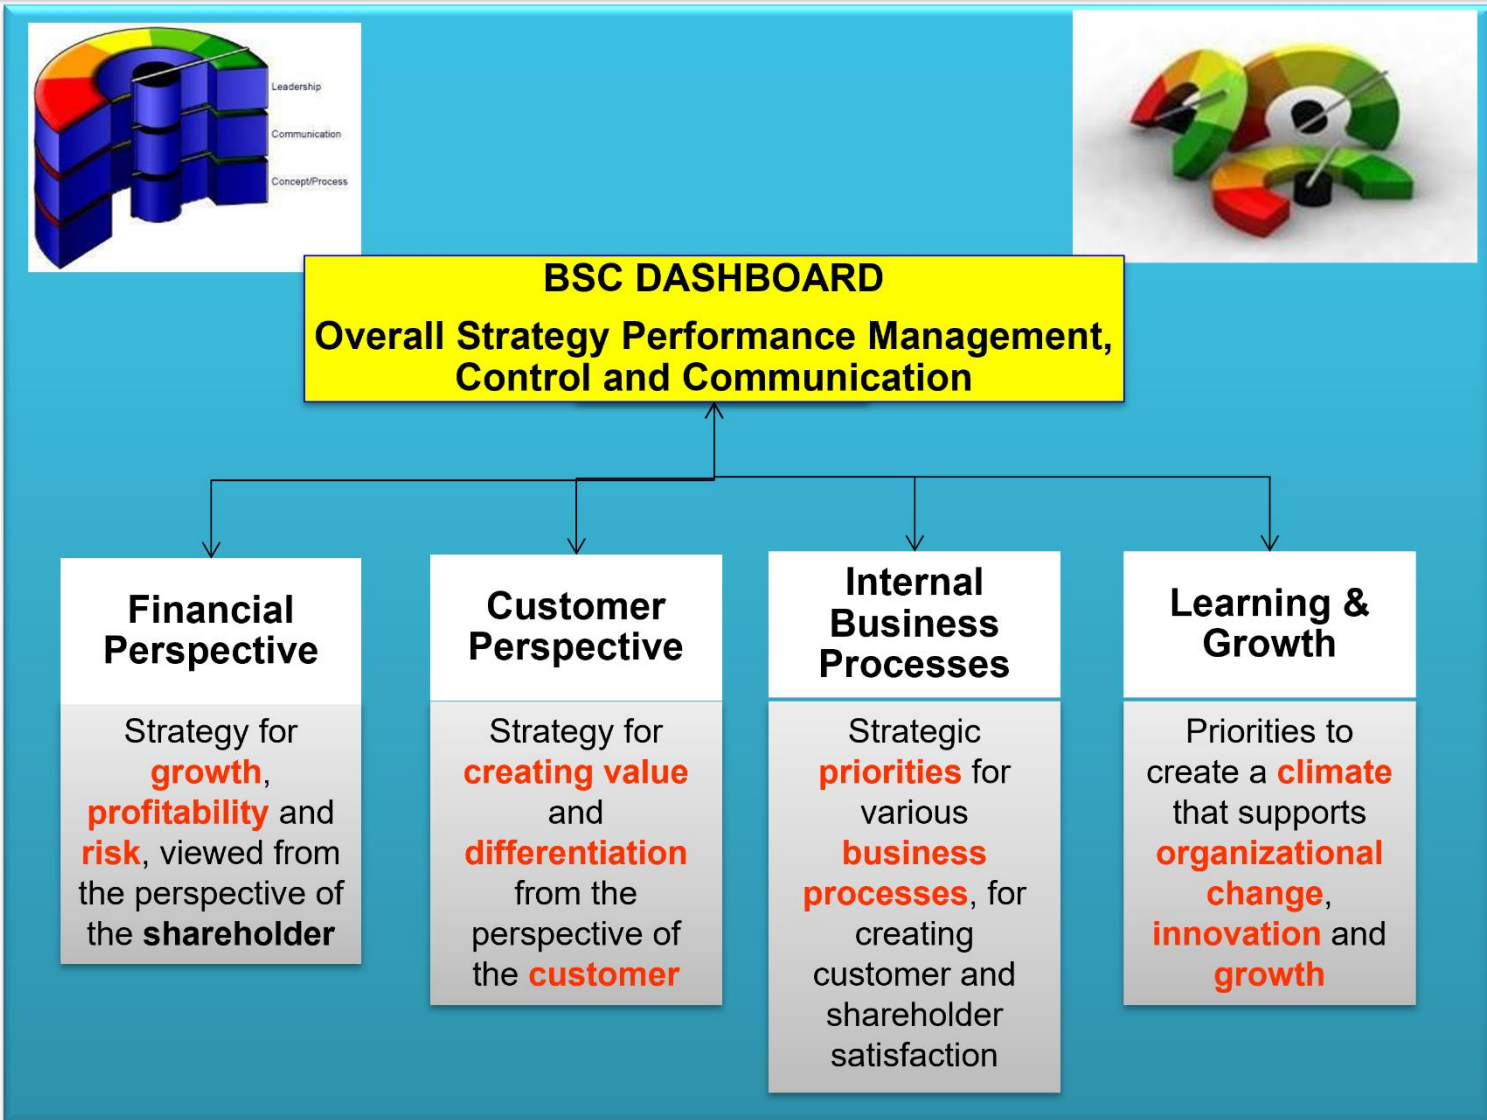 Leadership
Communication
Concept/Process
BSC DASHBOARD
Overall Strategy Performance Management,
Control and Communication
Financial
Perspective
Strategy for
growth,
profitability and
risk, viewed from
the perspective of
the shareholder
Customer
Perspective
Strategy for
creating value
and
differentiation
from the
perspective of
the customer
Internal
Business
Processes
Strategic
priorities for
various
business
processes, for
creating
customer and
shareholder
satisfaction
Learning &
Growth
Priorities to
create a climate
that supports
organizational
change,
innovation and
growth